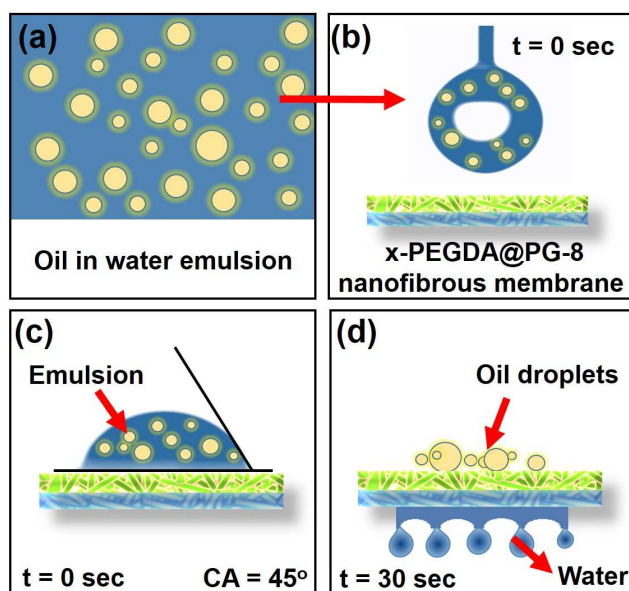 (a)
Oil in water emulsion
(b)
t = 0 sec
x-PEGDA@PG-8
nanofibrous membrane
(c)
Emulsion
t = 0 sec
CA = 45°
(d)
Oil droplets
t = 30 sec
Water